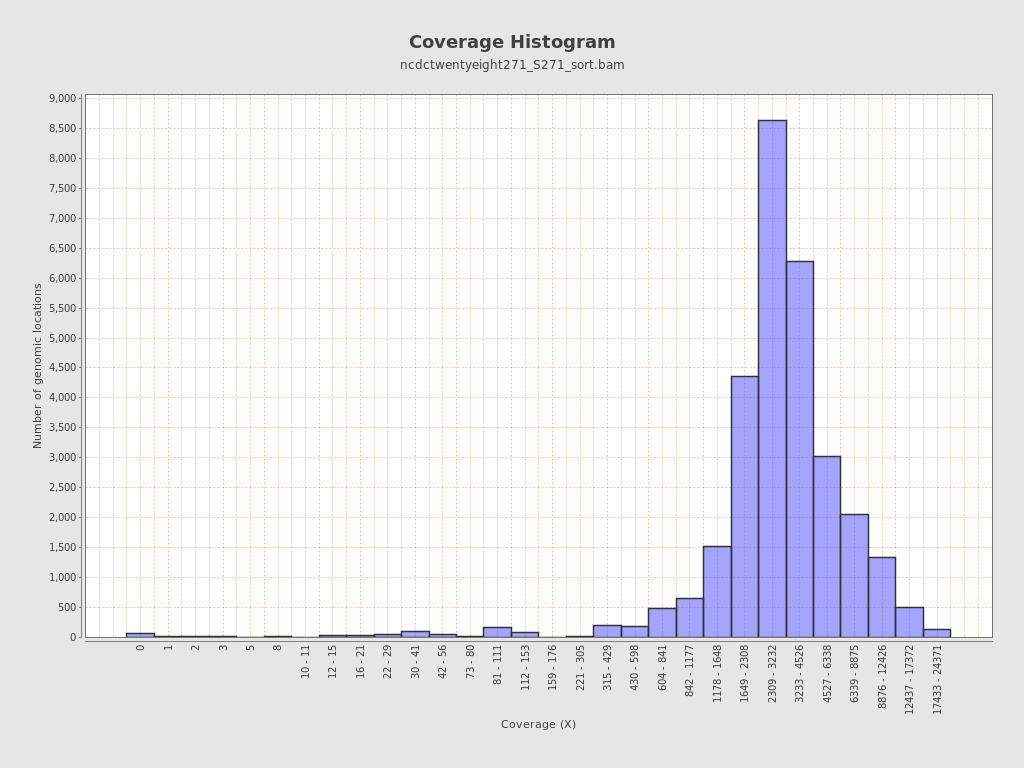 Coverage Histogram
ncdctwentyeight271_S271_sort.bam
Number of genomic locations
9,000
8,500
8,000
7,500
7,000
6,500
6,000
5,500
5,000
4,500
4,000
3,500
3,000
2,500
2,000
1,500
1,000
500
0
0
1
2
3
5
8
10 - 11
12 - 15
16 - 21
22 - 29
30 - 41
42 - 56
73 - 80
81 - 111
112 - 153
159 - 176
221 - 305
315 - 429
430 - 598
604 - 841
842 - 1177
1178 - 1648
1649 - 2308
2309 - 3232
3233 - 4526
4527 - 6338
6339 - 8875
8876 - 12426
12437 - 17372
17433 - 24371
Coverage (X)